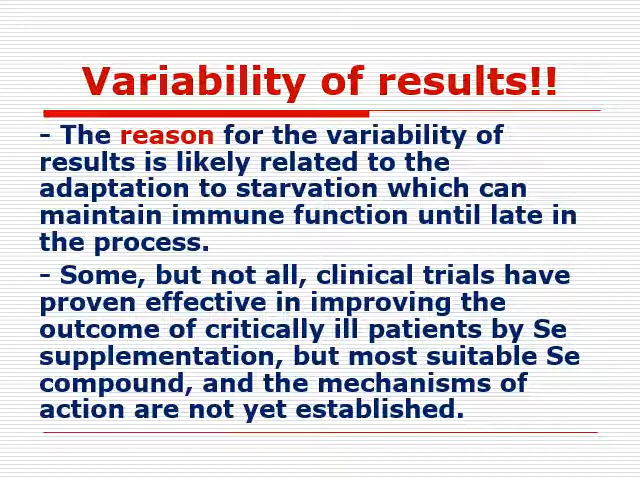 Variability of results!!
- The reason for the variability of
results is likely related to the
adaptation to starvation which can
maintain immune function until late in
the process.
- Some, but not all, clinical trials have
proven effective in improving the
outcome of critically ill patients by Se
supplementation, but most suitable Se
compound, and the mechanisms of
action are not yet established.